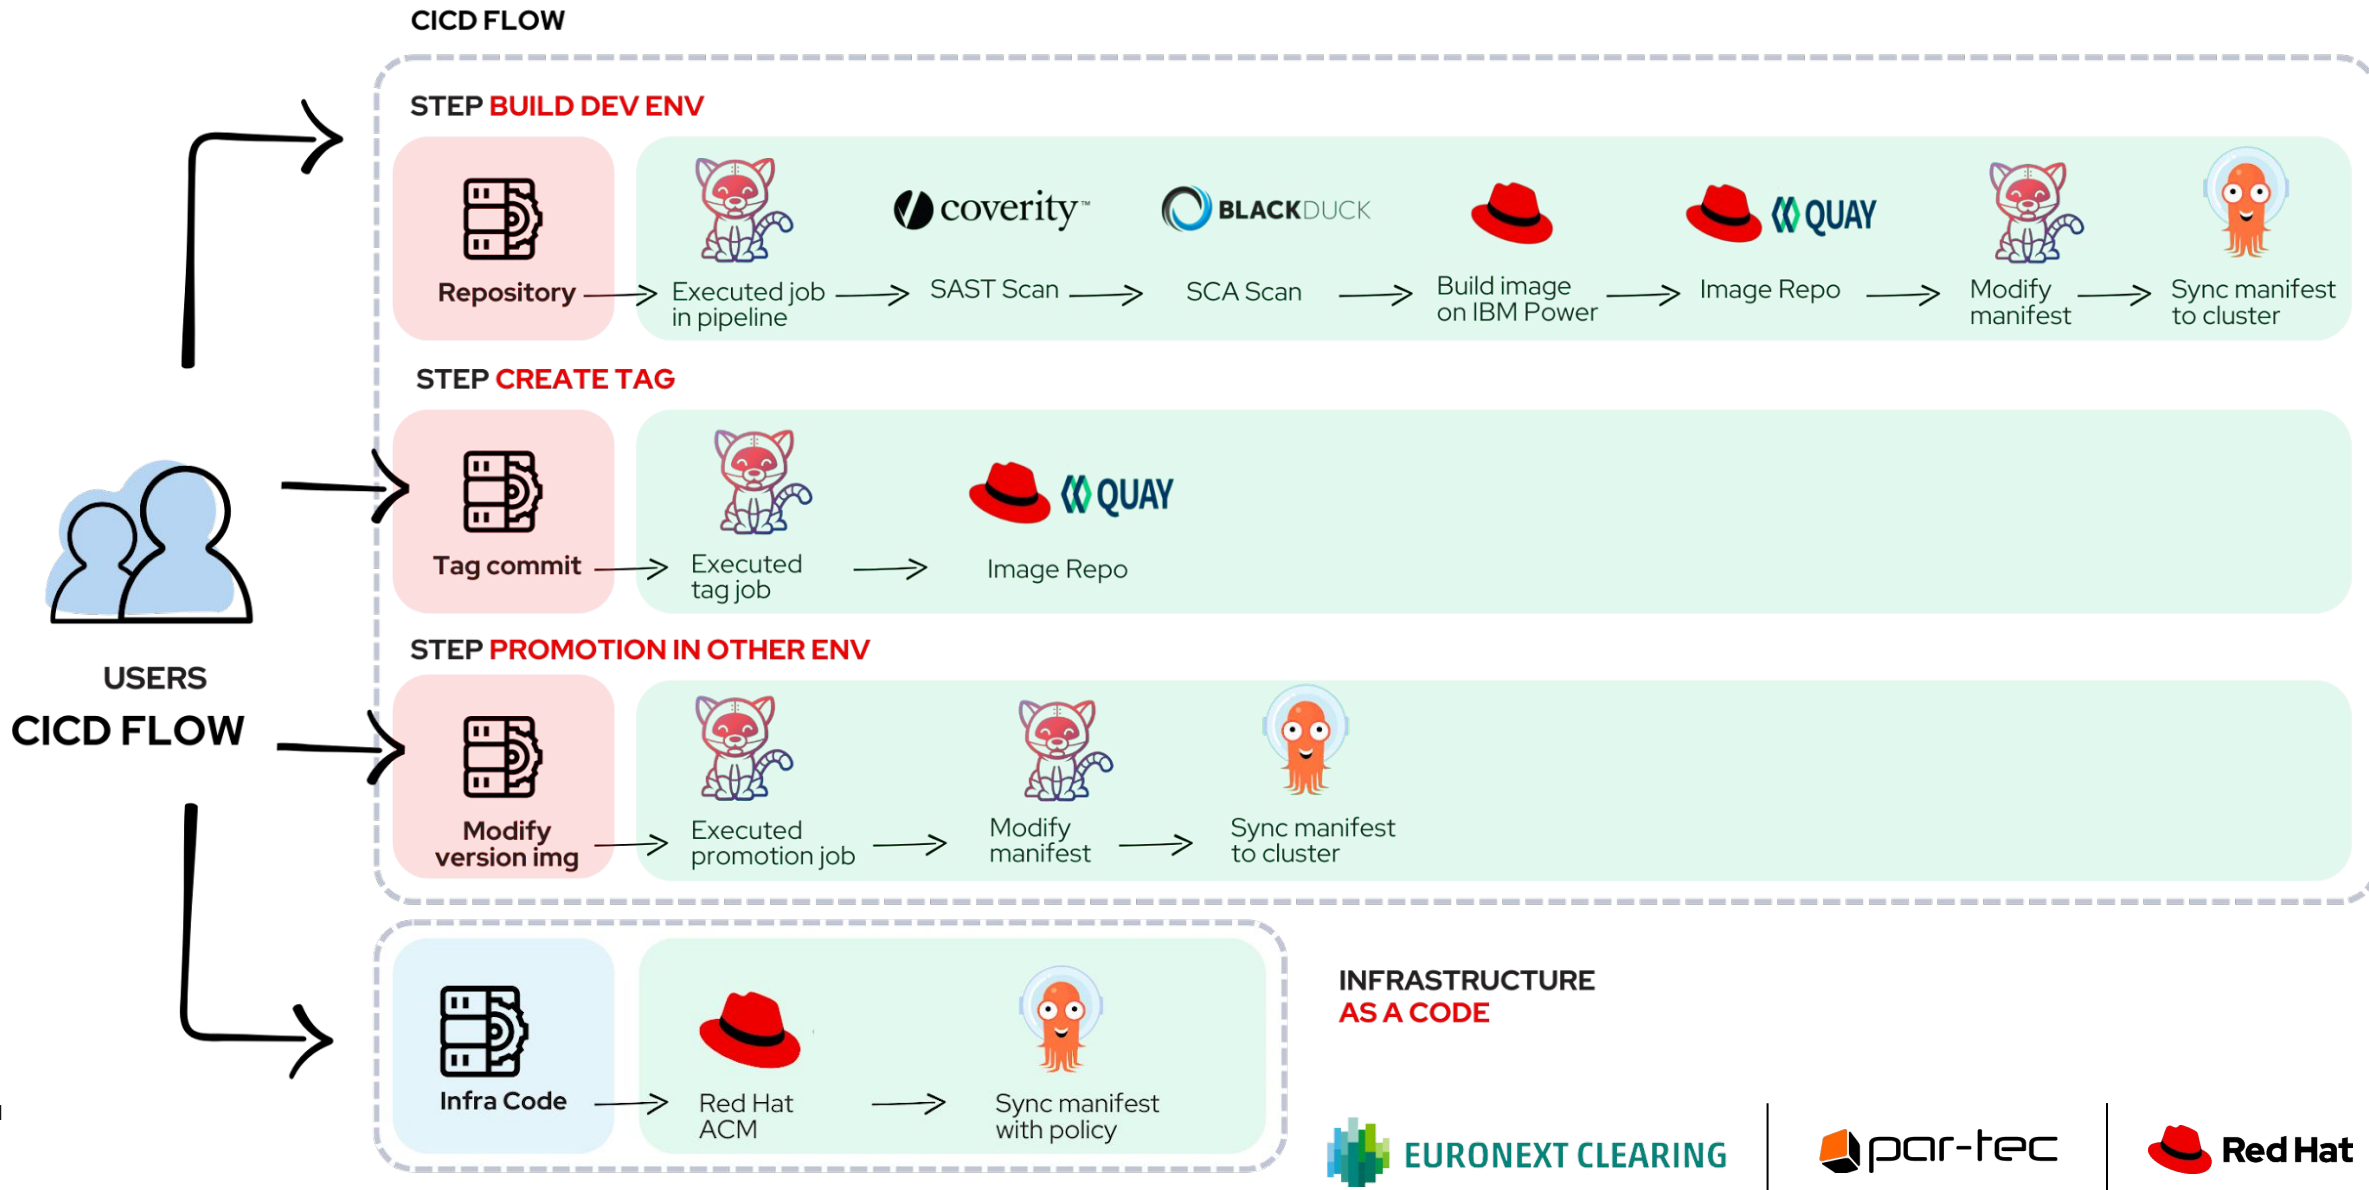 CICD FLOW
STEP BUILD DEV ENV
coverity™
BLACKDUCK
QUAY
Repository
Executed job
in pipeline
SAST Scan
SCA Scan
Build image
on IBM Power
Image Repo
Modify
manifest
Sync manifest
to cluster
STEP CREATE TAG
QUAY
Tag commit
Executed
tag job
Image Repo
USERS
CICD FLOW
STEP PROMOTION IN OTHER ENV
Modify
version img
Executed
promotion job
Modify
manifest
Sync manifest
to cluster
Infra Code
Red Hat
ACM
Sync manifest
with policy
INFRASTRUCTURE
AS A CODE
EURONEXT CLEARING
par-tec
Red Hat